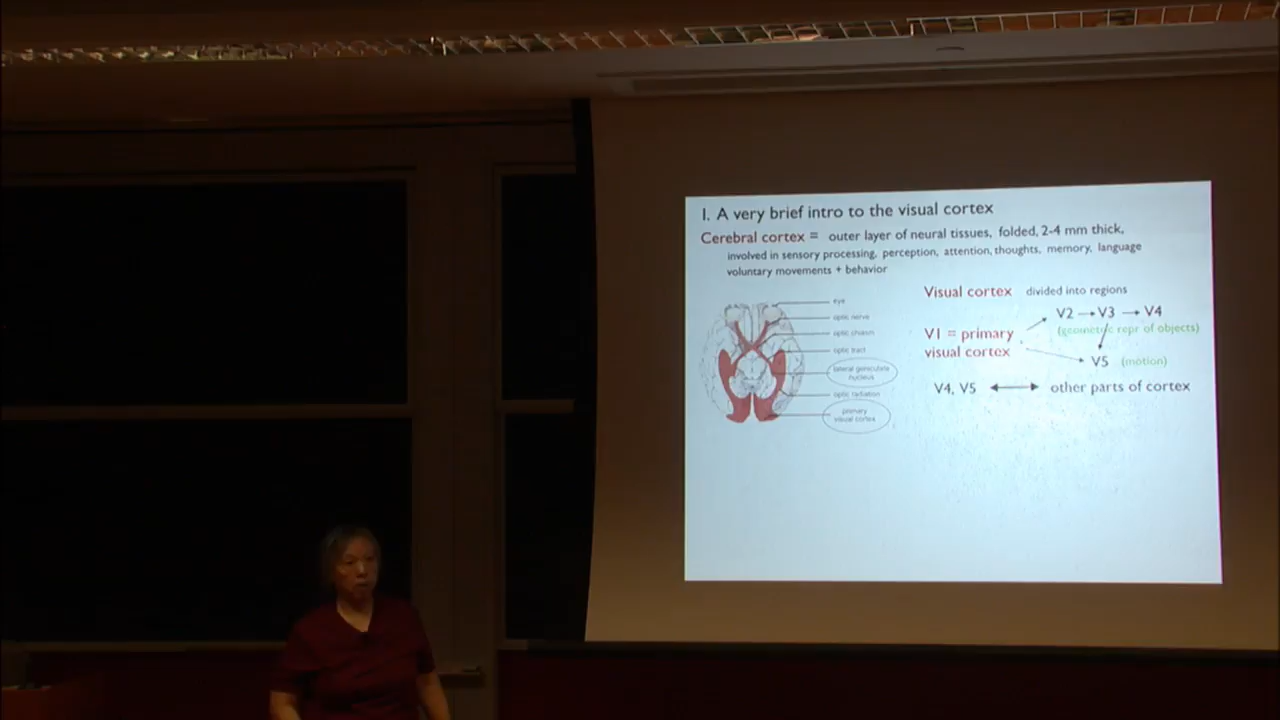 I. A very brief intro to the visual cortex
Cerebral cortex = outer layer of neural tissues, folded, 2-4 mm thick,
involved in sensory processing, perception, attention, thoughts, memory, language
voluntary movements + behavior
eye
optic nerve
optic chiasm
optic tract
lateral geniculate
nucleus
optic radiation
primary
visual cortex
Visual cortex divided into regions
V2 → V3 → V4
(geometric repr of objects)
V1 = primary
visual cortex
V5 (motion)
V4, V5 ↔ other parts of cortex